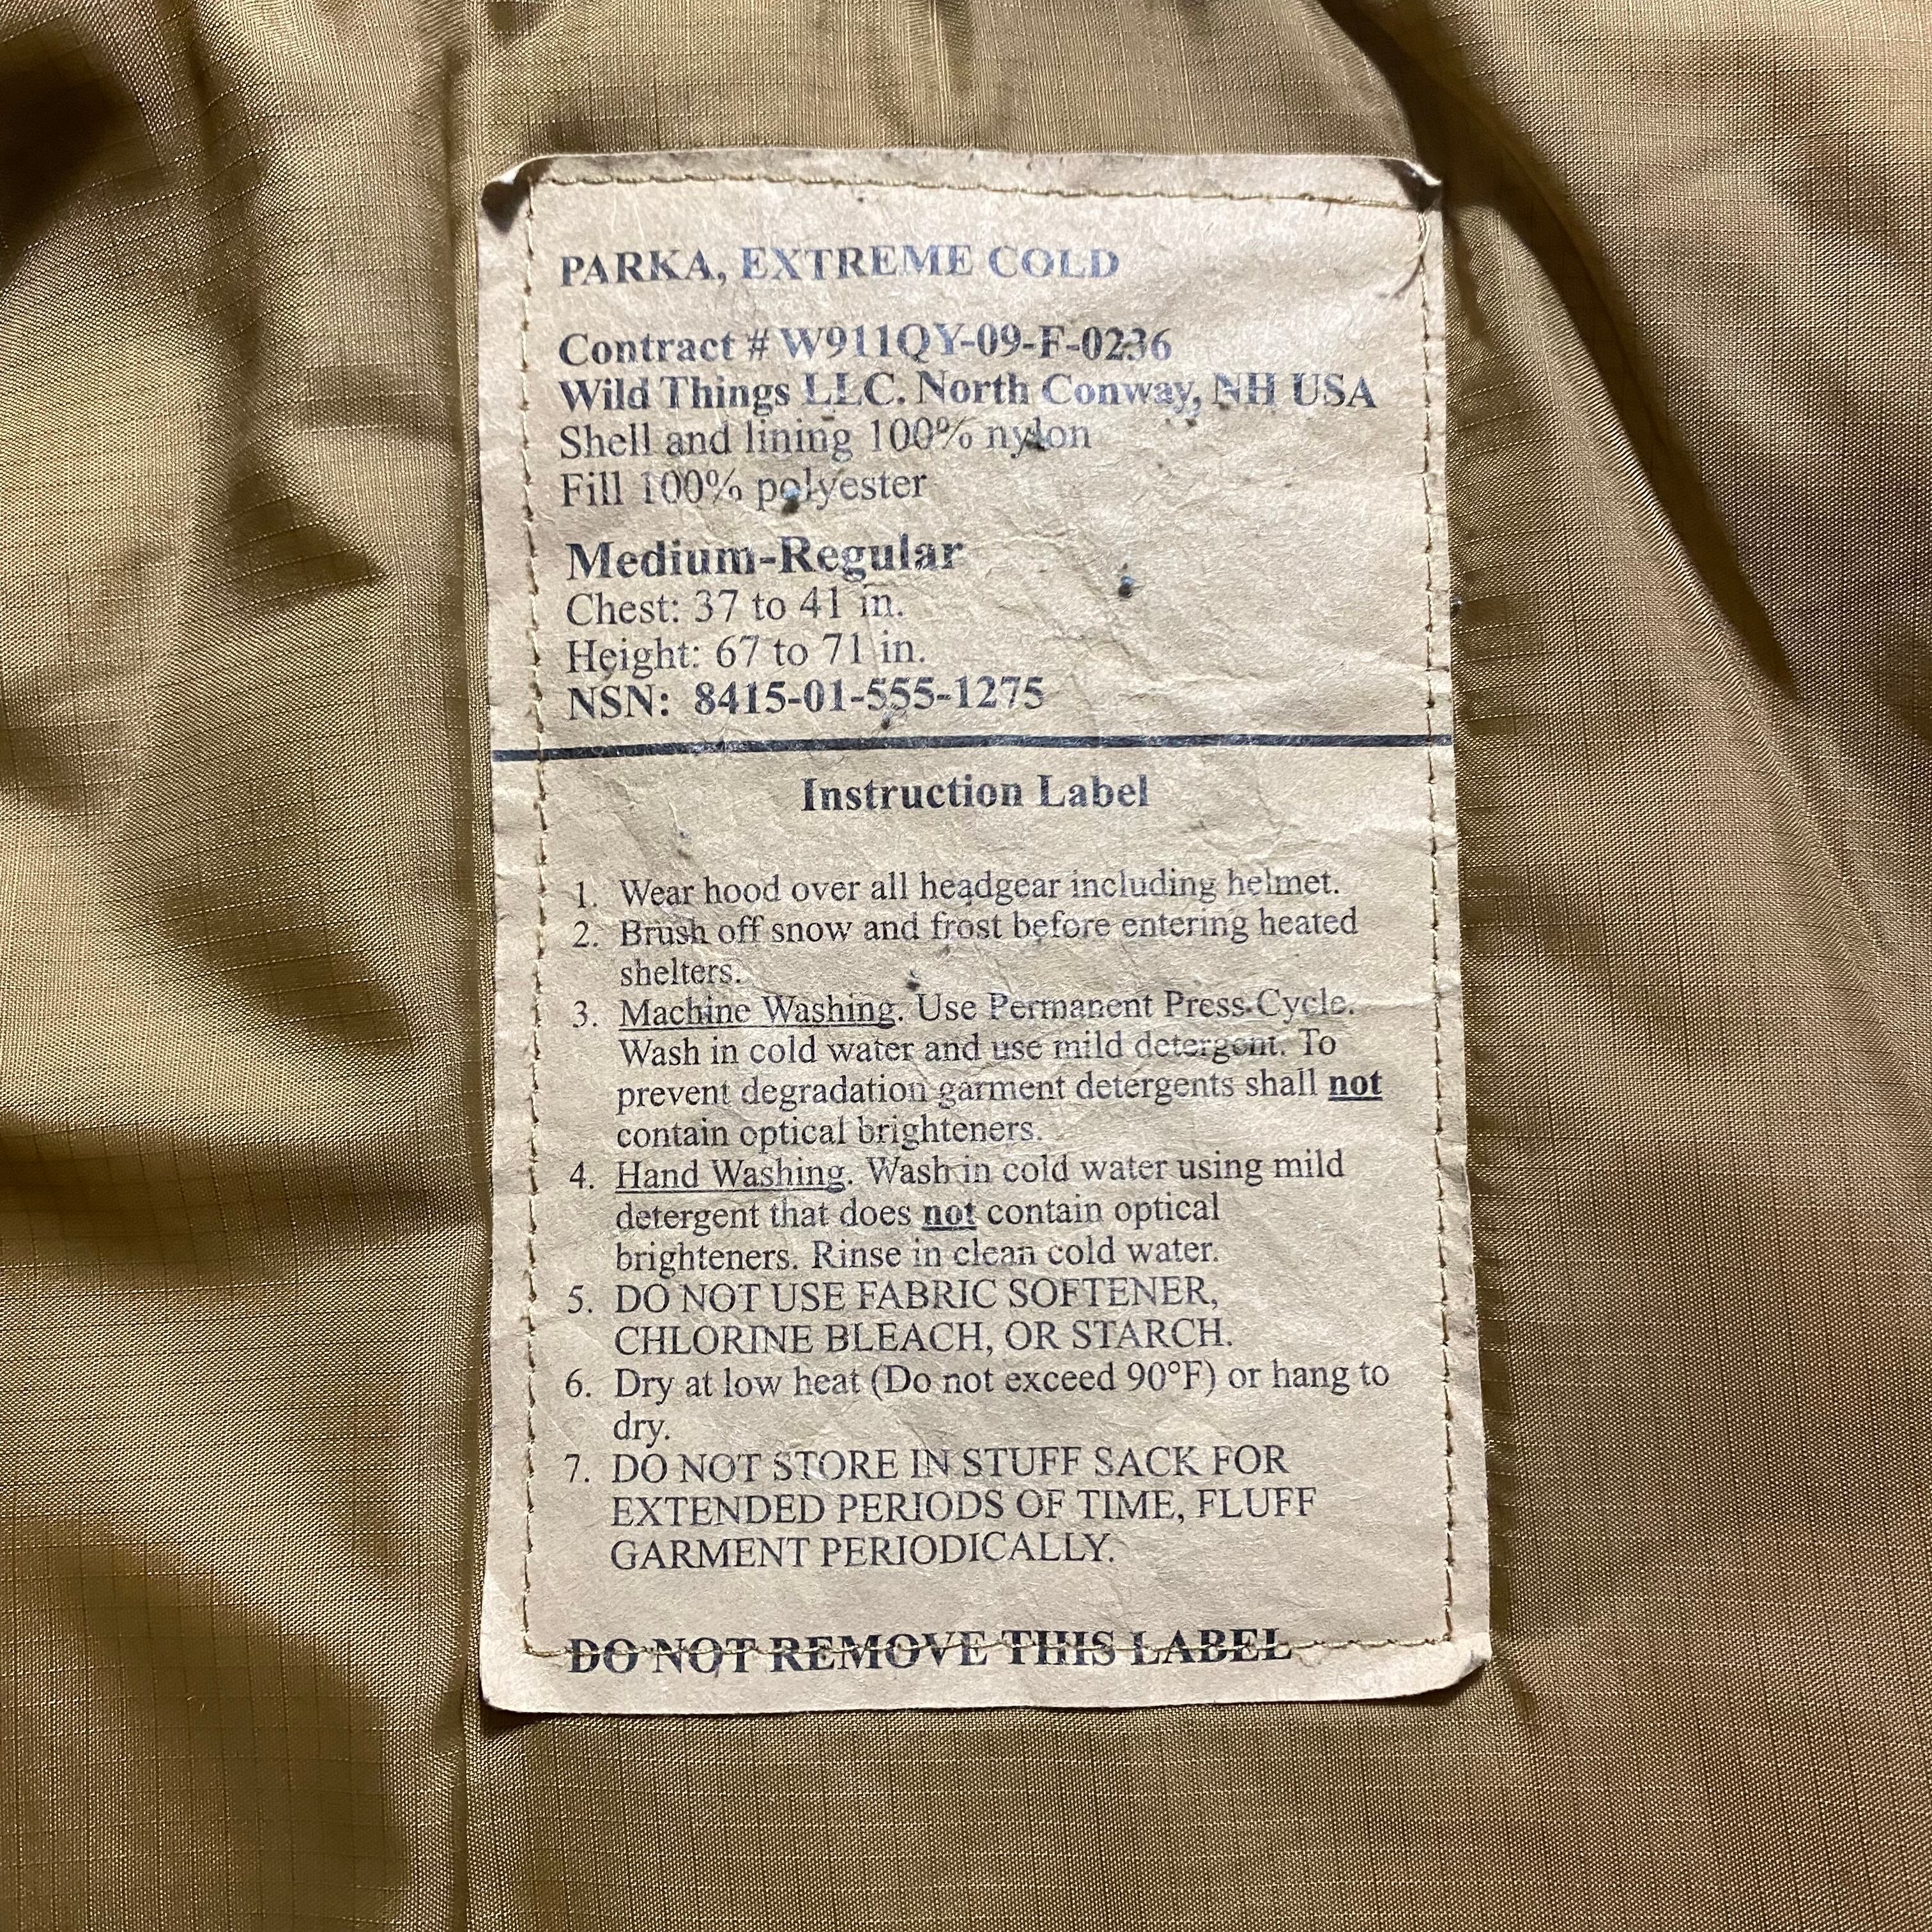 PARKA, EXTREME COLD
Contract # W911QY-09-F-0236
Wild Things LLC. North Conway, NH USA
Shell and lining 100% nylon
Fill 100% polyester
Medium-Regular
Chest: 37 to 41 in.
Height: 67 to 71 in.
NSN: 8415-01-555-1275
Instruction Label
1. Wear hood over all headgear including helmet.
2. Brush off snow and frost before entering heated
shelters.
3. Machine Washing. Use Permanent Press Cycle.
Wash in cold water and use mild detergent. To
prevent degradation garment detergents shall not
contain optical brighteners.
4. Hand Washing. Wash in cold water using mild
detergent that does not contain optical
brighteners. Rinse in clean cold water.
5. DO NOT USE FABRIC SOFTENER,
CHLORINE BLEACH, OR STARCH.
6. Dry at low heat (Do not exceed 90°F) or hang to
dry.
7. DO NOT STORE IN STUFF SACK FOR
EXTENDED PERIODS OF TIME, FLUFF
GARMENT PERIODICALLY.
DO NOT REMOVE THIS LABEL